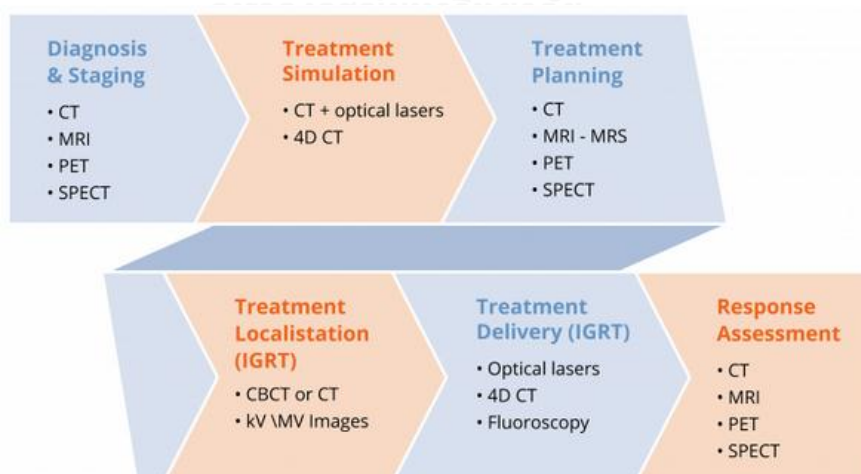 Diagnosis
& Staging
• CT
• MRI
• PET
• SPECT
Treatment
Simulation
• CT + optical lasers
• 4D CT
Treatment
Planning
• CT
• MRI - MRS
• PET
• SPECT
Treatment
Localistation
(IGRT)
• CBCT or CT
• kV \MV Images
Treatment
Delivery (IGRT)
• Optical lasers
• 4D CT
• Fluoroscopy
Response
Assessment
• CT
• MRI
• PET
• SPECT